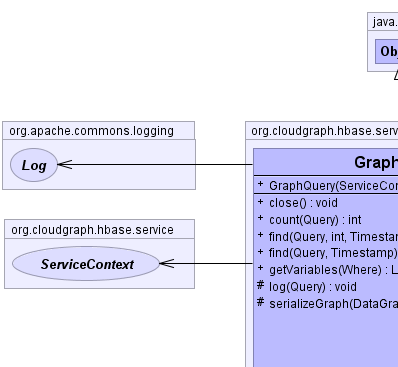 java.
Obj
org.apache.commons.logging
Log
org.cloudgraph.hbase.service
ServiceContext
org.cloudgraph.hbase.serv
Graph
+ GraphQuery(ServiceCon
+ close() : void
+ count(Query) : int
+ find(Query, int, Timestam
+ find(Query, Timestamp)
+ getVariables(Where) : L
# log(Query) : void
# serializeGraph(DataGra